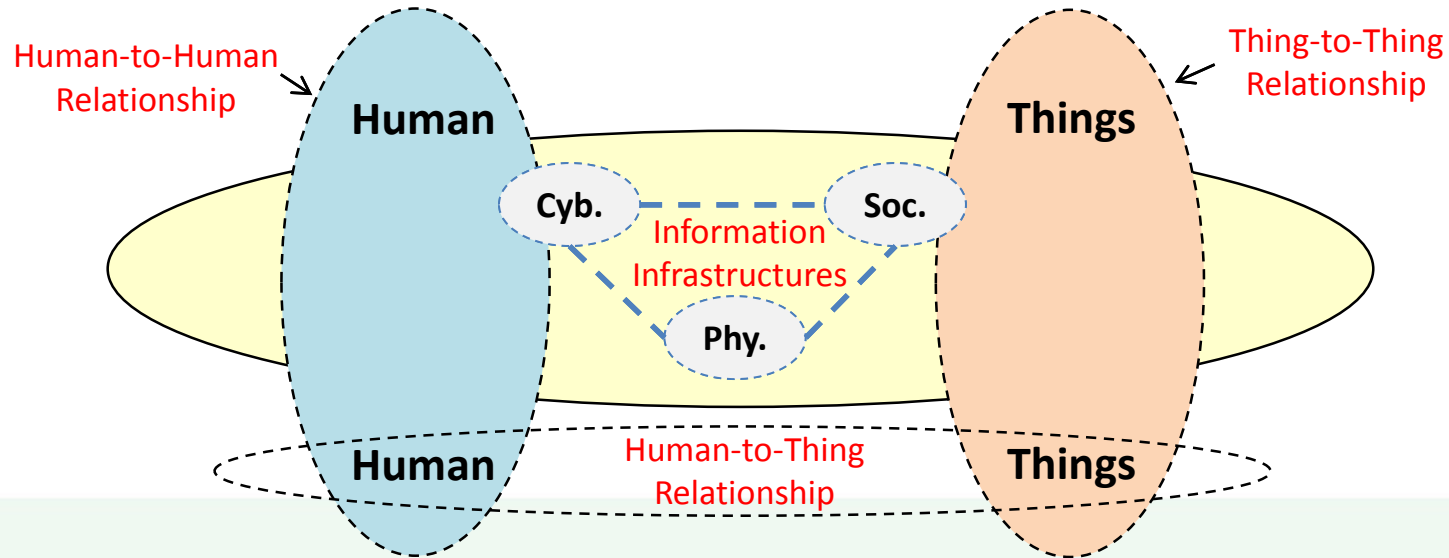 Human-to-Human
Relationship
Thing-to-Thing
Relationship
Human
Things
Cyb.
Soc.
Information
Infrastructures
Phy.
Human
Human-to-Thing
Relationship
Things